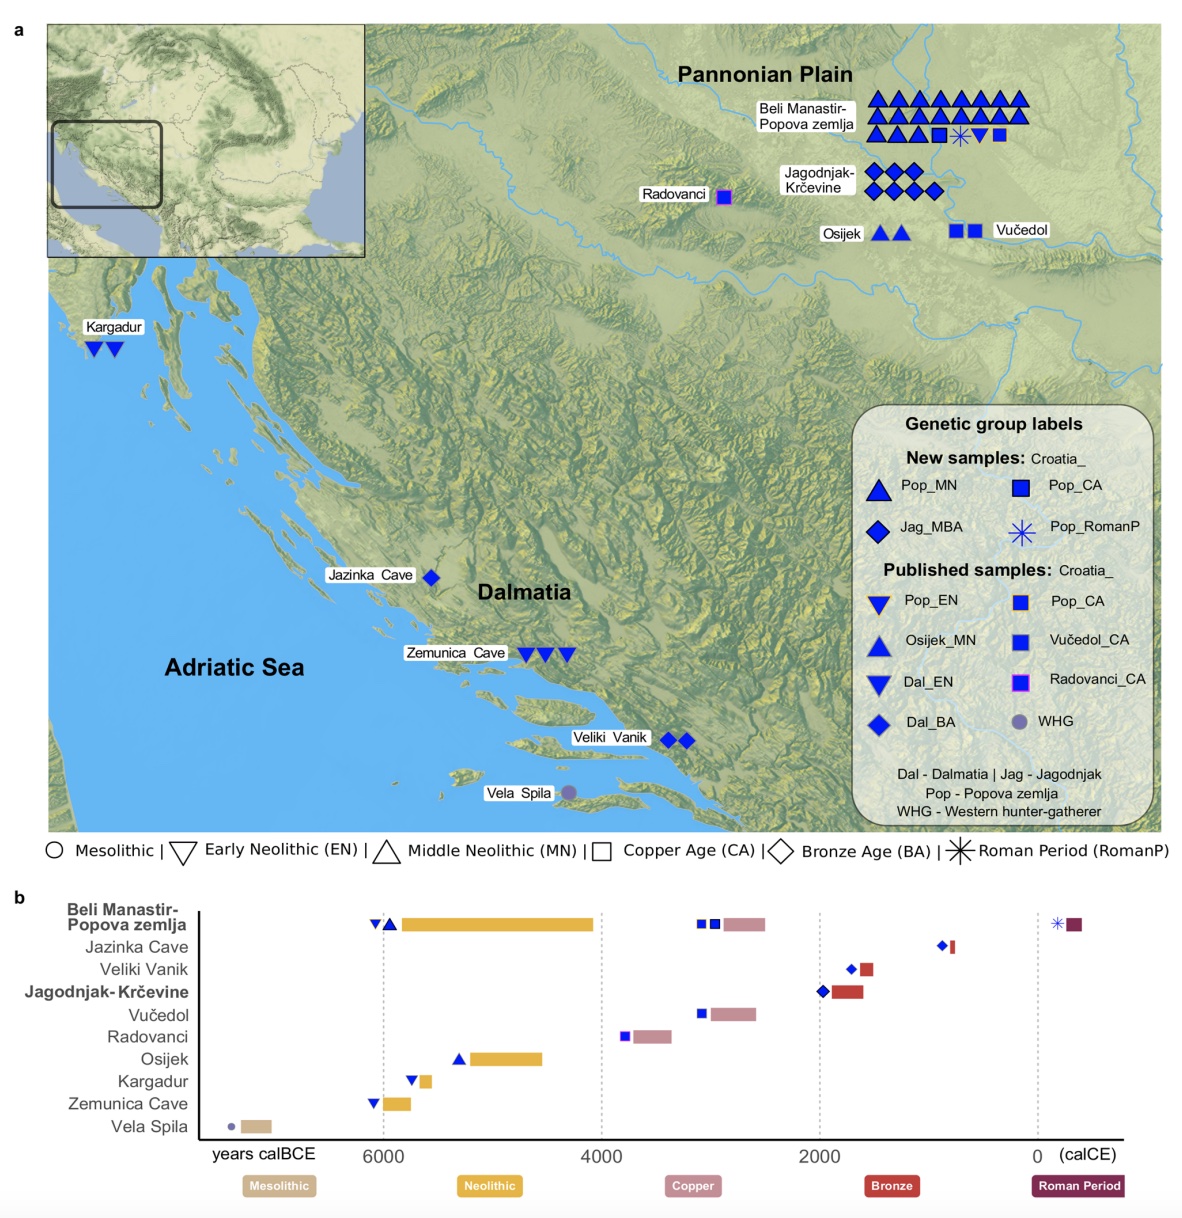 a
Pannonian Plain
Beli Manastir-
Popova zemlja
Jagodnjak-
Krčevine
Radovanci
Osijek
Vučedol
Kargadur
Genetic group labels
New samples: Croatia_
Pop_MN
Pop_CA
Jag_MBA
Pop_RomanP
Published samples: Croatia_
Pop_EN
Pop_CA
Osijek_MN
Vučedol_CA
Dal_EN
Radovanci_CA
Dal_BA
WHG
Dal - Dalmatia | Jag - Jagodnjak
Pop - Popova zemlja
WHG - Western hunter-gatherer
Jazinka Cave
Dalmatia
Zemunica Cave
Adriatic Sea
Veliki Vanik
Vela Spila
Mesolithic | Early Neolithic (EN) | Middle Neolithic (MN) | Copper Age (CA) | Bronze Age (BA) | Roman Period (RomanP)
b
Beli Manastir-
Popova zemlja
Jazinka Cave
Veliki Vanik
Jagodnjak-Krčevine
Vučedol
Radovanci
Osijek
Kargadur
Zemunica Cave
Vela Spila
years calBCE 6000 4000 2000 0 (calCE)
Mesolithic Neolithic Copper Bronze Roman Period